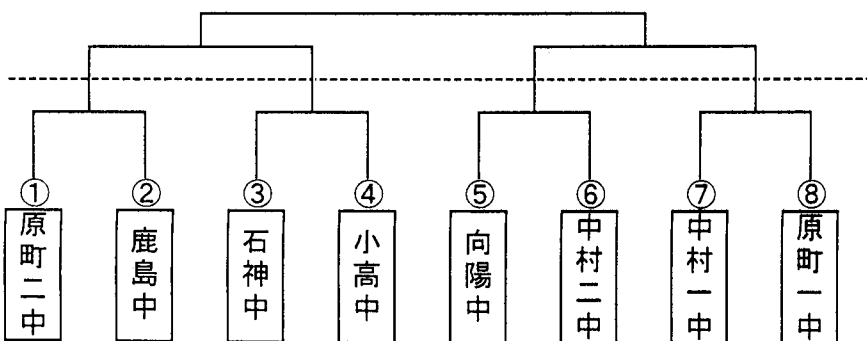 ① ② ③ ④ ⑤ ⑥ ⑦ ⑧
原町二中
鹿島中
石神中
小高中
向陽中
中村二中
中村一中
原町一中